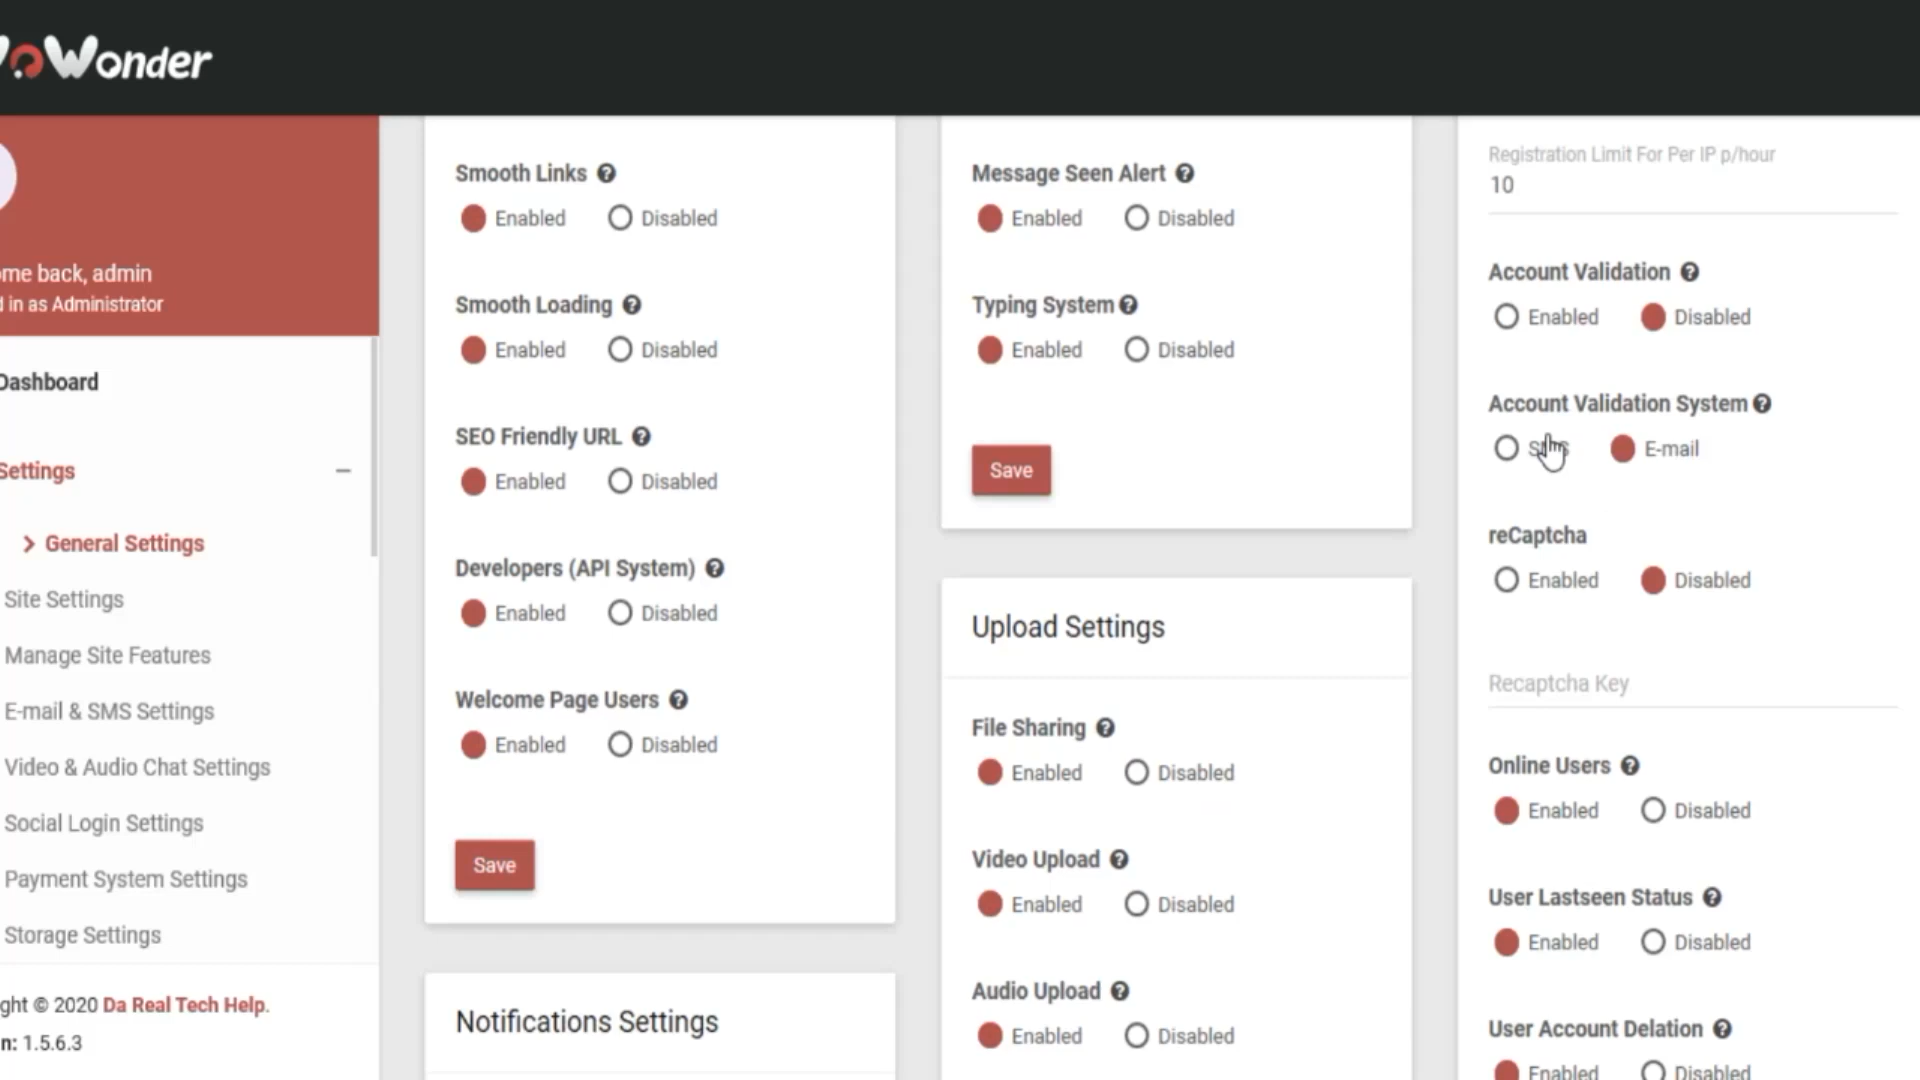 WoWonder
me back, admin
in as Administrator
Dashboard
Settings
General Settings
Site Settings
Manage Site Features
E-mail & SMS Settings
Video & Audio Chat Settings
Social Login Settings
Payment System Settings
Storage Settings
ght © 2020 Da Real Tech Help.
n: 1.5.6.3
Smooth Links
Enabled Disabled
Smooth Loading
Enabled Disabled
SEO Friendly URL
Enabled Disabled
Developers (API System)
Enabled Disabled
Welcome Page Users
Enabled Disabled
Save
Notifications Settings
Message Seen Alert
Enabled Disabled
Typing System
Enabled Disabled
Save
Upload Settings
File Sharing
Enabled Disabled
Video Upload
Enabled Disabled
Audio Upload
Enabled Disabled
Registration Limit For Per IP p/hour
10
Account Validation
Enabled Disabled
Account Validation System
SMS E-mail
reCaptcha
Enabled Disabled
Recaptcha Key
Online Users
Enabled Disabled
User Lastseen Status
Enabled Disabled
User Account Delation
Enabled Disabled